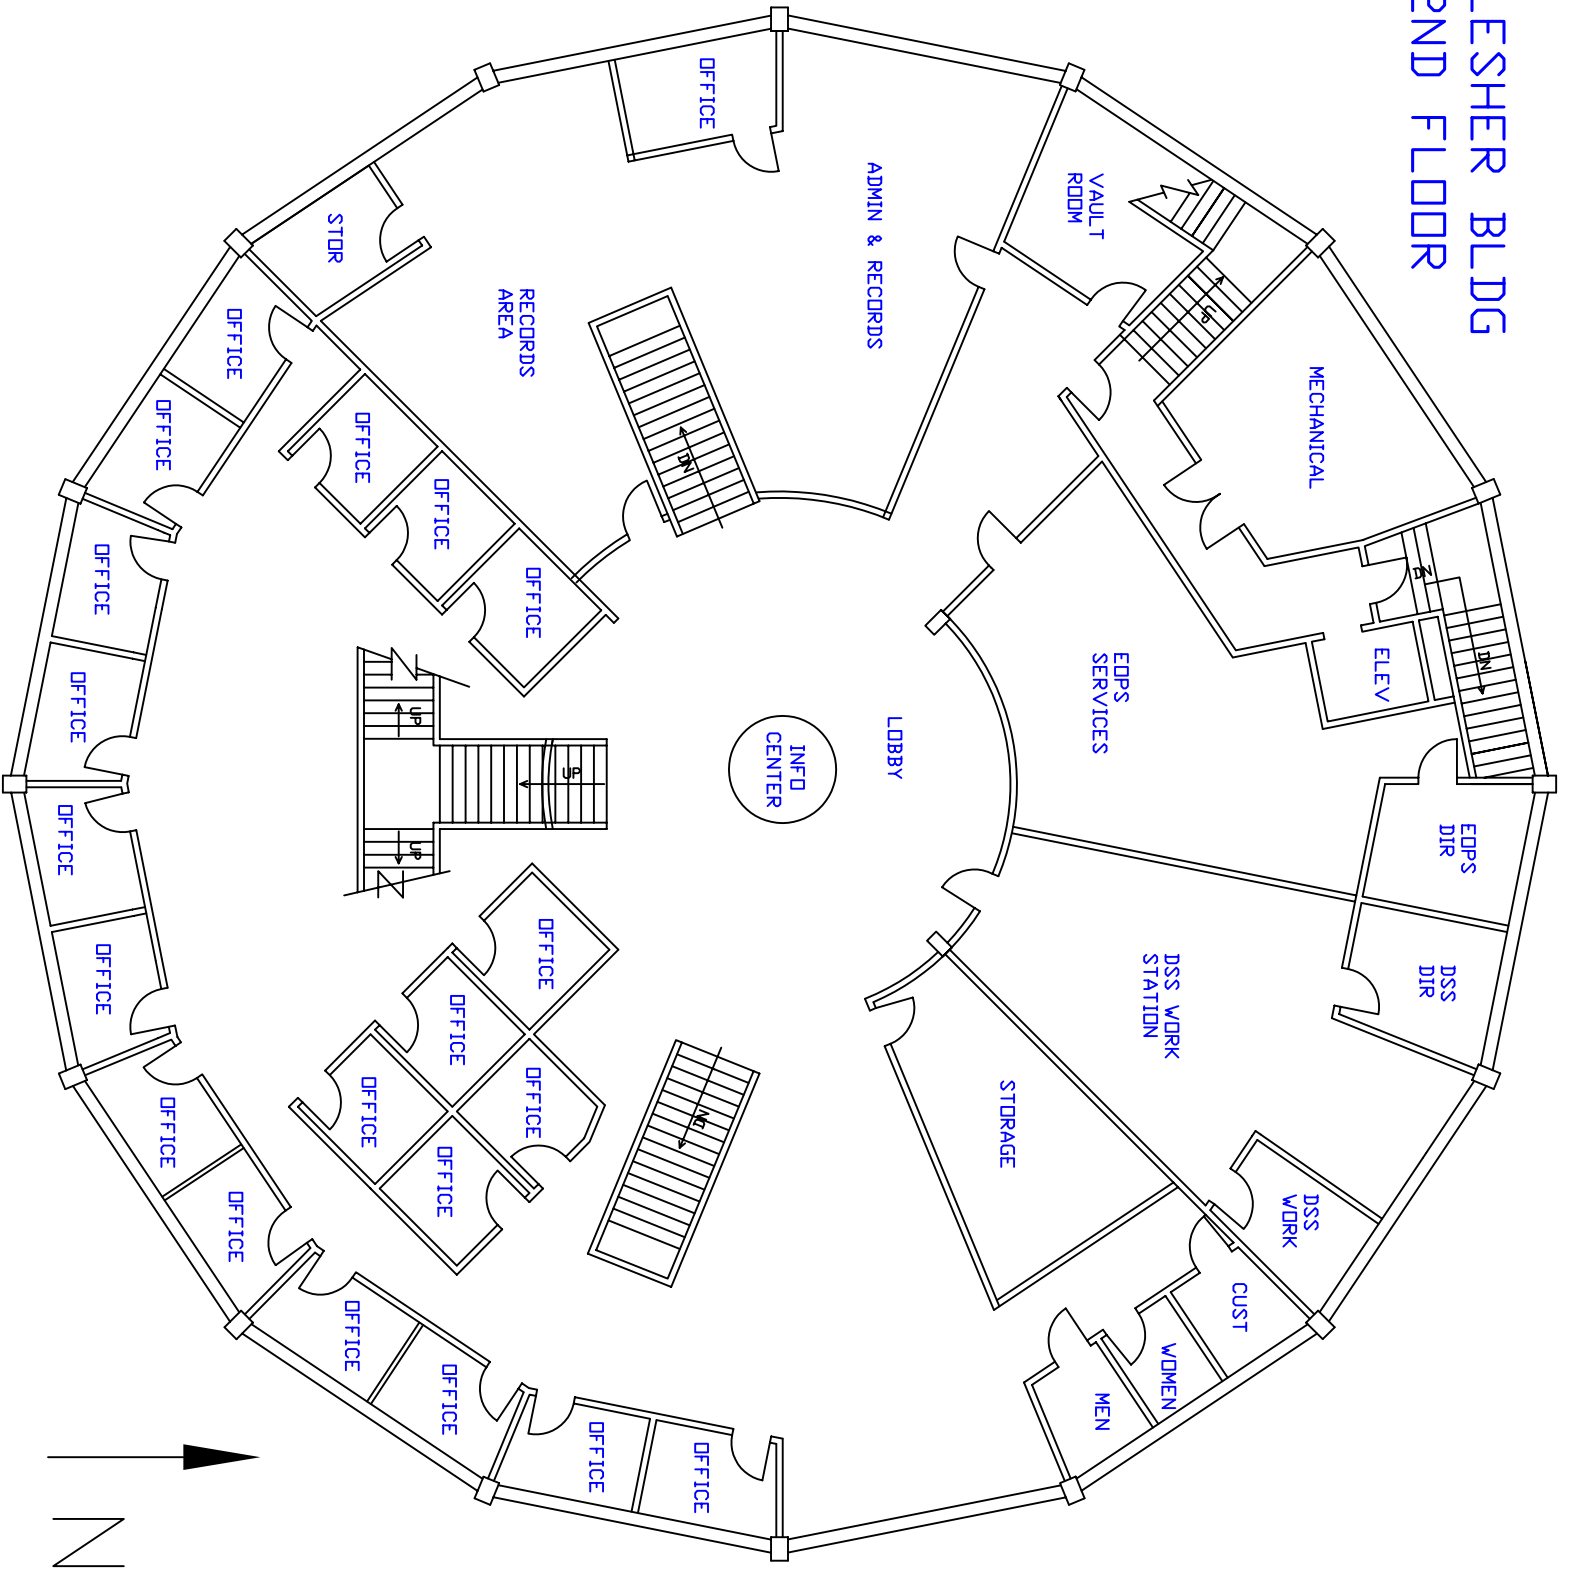 LESHER BLDG
2ND FLOOR
DN
EOPS
DIR
DSS
DIR
DN
ELEV
MECHANICAL
DSS
WORK
CUST
UP
WOMEN
DSS WORK
STATION
EOPS
SERVICES
MEN
VAULT
ROOM
STORAGE
LOBBY
ADMIN & RECORDS
INFO
CENTER
OFFICE
OFFICE
DN
DN
OFFICE
UP
OFFICE
OFFICE
OFFICE
RECORDS
AREA
OFFICE
OFFICE
OFFICE
OFFICE
UP
UP
OFFICE
OFFICE
OFFICE
STOR
OFFICE
OFFICE
OFFICE
OFFICE
OFFICE
OFFICE
OFFICE
OFFICE
N